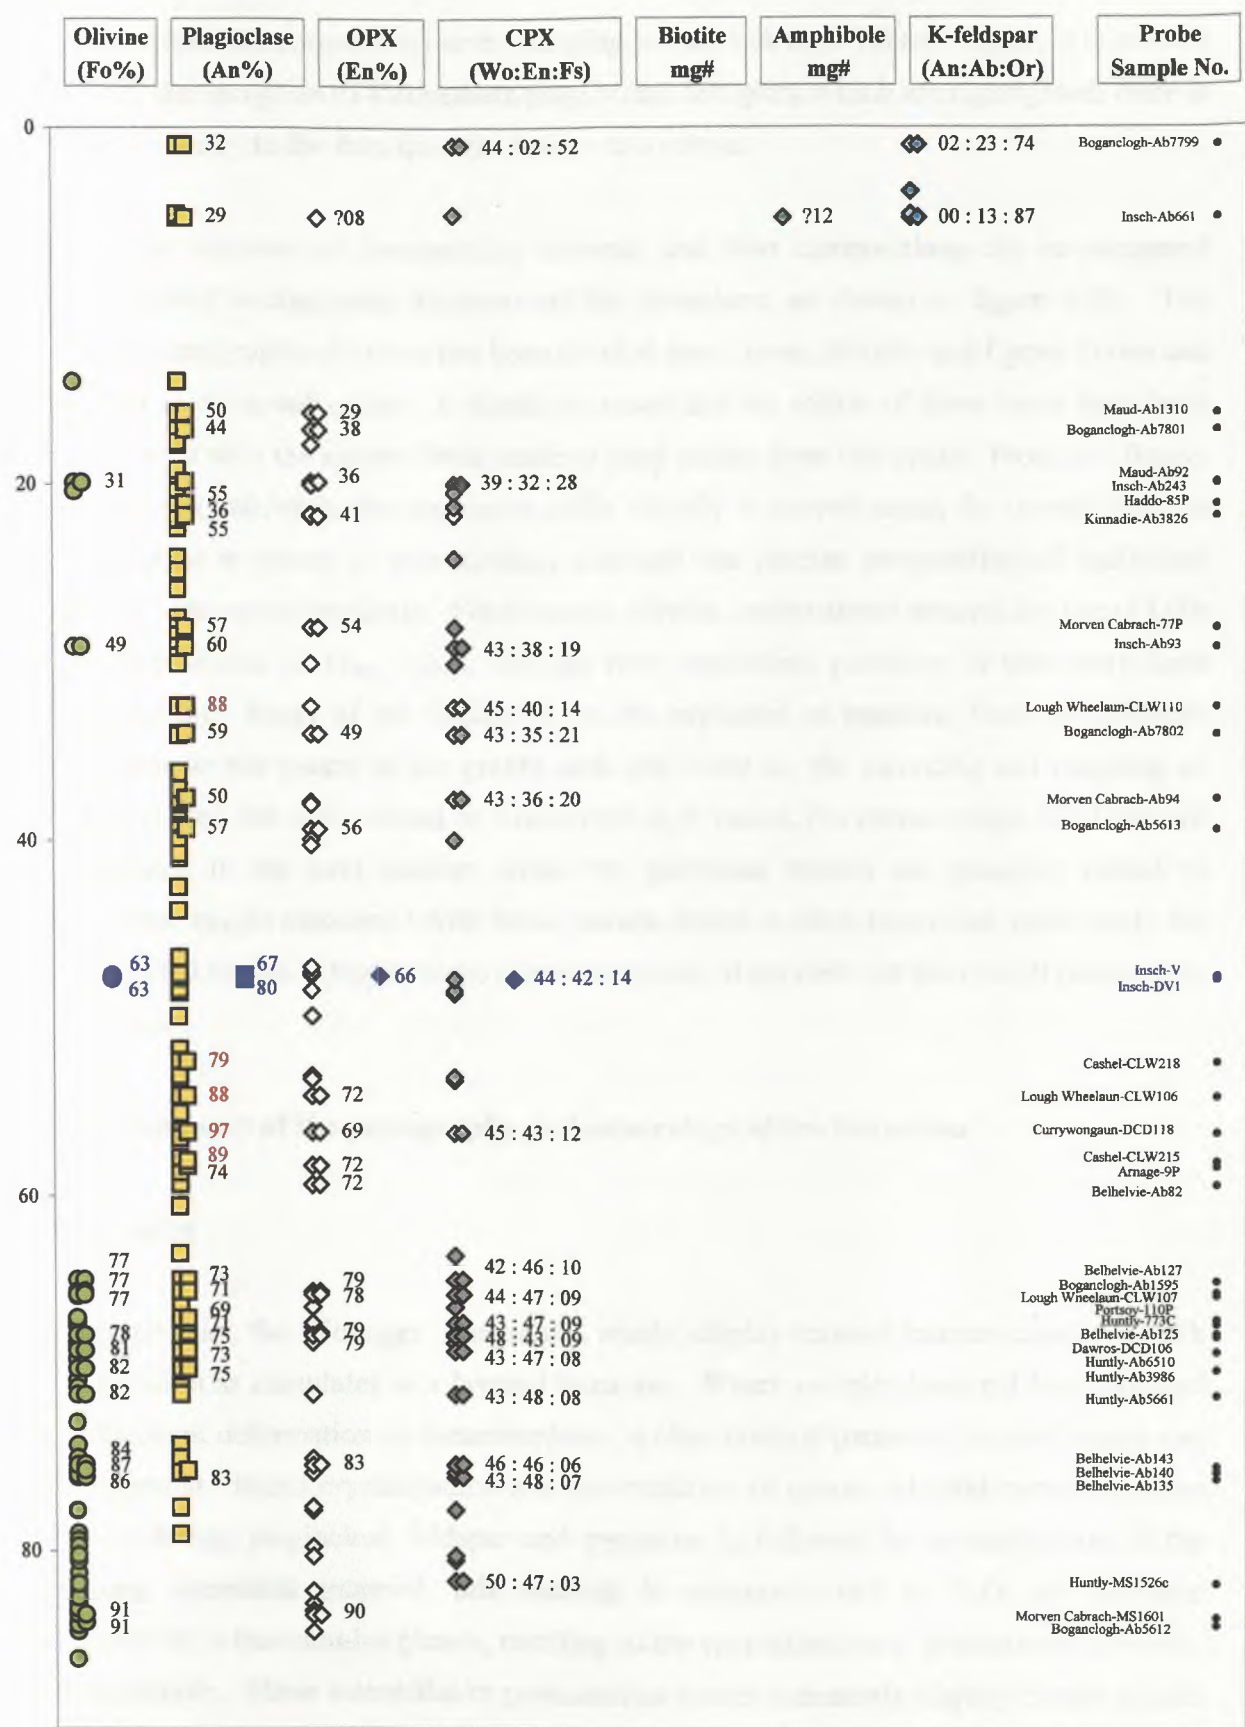 Olivine Plagioclase OPX CPX Biotite Amphibole K-feldspar Probe
(Fo%) (An%) (En%) (Wo:En:Fs) mg# mg# (An:Ab:Or) Sample No.
0
32 44 : 02 : 52 02 : 23 : 74 Boganclogh-Ab7799
29 ?08 ?12 00 : 13 : 87 Insch-Ab661
50 29 Maud-Ab1310
44 38 Boganclogh-Ab7801
20 31 36 39 : 32 : 28 Maud-Ab92
55 Insch-Ab243
36 41 Haddo-85P
55 Kinnadie-Ab3826
57 54 Morven Cabrach-77P
49 60 43 : 38 : 19 Insch-Ab93
88 45 : 40 : 14 Lough Wheelaun-CLW110
59 49 43 : 35 : 21 Boganclogh-Ab7802
50 43 : 36 : 20 Morven Cabrach-Ab94
40 57 56 Boganclogh-Ab5613
63 67 66 44 : 42 : 14 Insch-V
63 80 Insch-DV1
79 Cashel-CLW218
88 72 Lough Wheelaun-CLW106
97 69 45 : 43 : 12 Currywongaun-DCD118
89 72 Cashel-CLW215
74 Arnage-9P
60 72 Belhelvie-Ab82
77 42 : 46 : 10 Belhelvie-Ab127
77 73 79 Boganclogh-Ab1595
77 71 78 44 : 47 : 09 Lough Wheelaun-CLW107
69 Portsoy-110P
71 79 43 : 47 : 09 Huntly-773C
78 75 79 48 : 43 : 09 Belhelvie-Ab125
81 73 43 : 47 : 08 Dawros-DCD106
82 75 Huntly-Ab6510
Huntly-Ab3986
82 43 : 48 : 08 Huntly-Ab5661
84 Belhelvie-Ab143
87 83 46 : 46 : 06 Belhelvie-Ab140
86 83 43 : 48 : 07 Belhelvie-Ab135
80
50 : 47 : 03 Huntly-MS1526c
91 90 Morven Cabrach-MS1601
91 Boganclogh-Ab5612